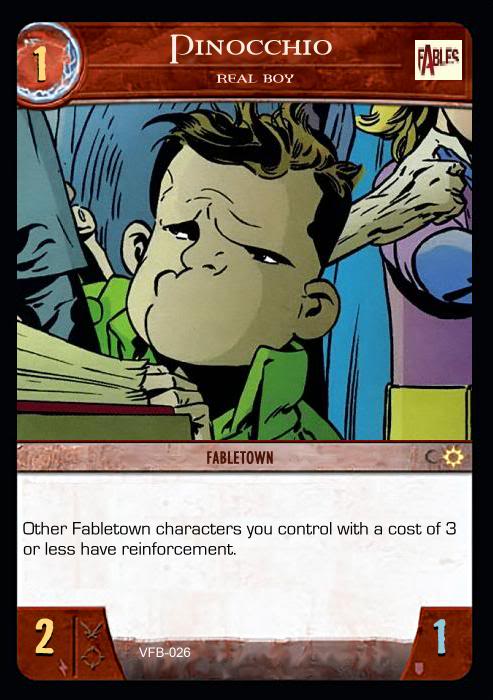 1
PINOCCHIO
REAL BOY
FABLES
FABLETOWN
Other Fabletown characters you control with a cost of 3
or less have reinforcement.
2
VFB-026
1